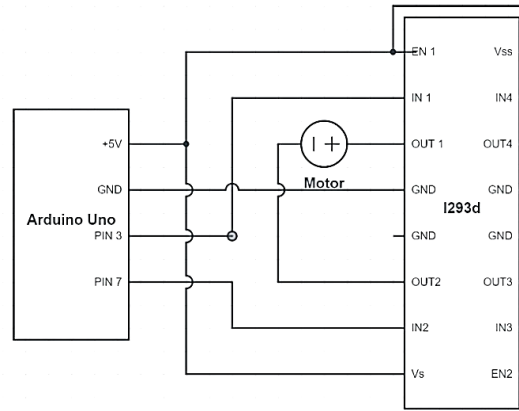 EN 1 Vss
IN 1 IN4
+5V OUT 1 OUT4
Motor
GND GND GND
Arduino Uno I293d
PIN 3 GND GND
PIN 7 OUT2 OUT3
IN2 IN3
Vs EN2